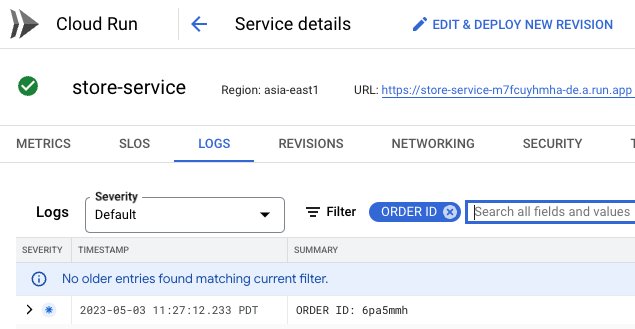 Cloud Run Service details EDIT & DEPLOY NEW REVISION
store-service Region: asia-east1 URL: https://store-service-m7fcuyhmha-de.a.run.app
METRICS SLOS LOGS REVISIONS NETWORKING SECURITY
Severity
Logs Default Filter ORDER ID Search all fields and values
SEVERITY TIMESTAMP SUMMARY
No older entries found matching current filter.
2023-05-03 11:27:12.233 PDT ORDER ID: 6pa5mmh